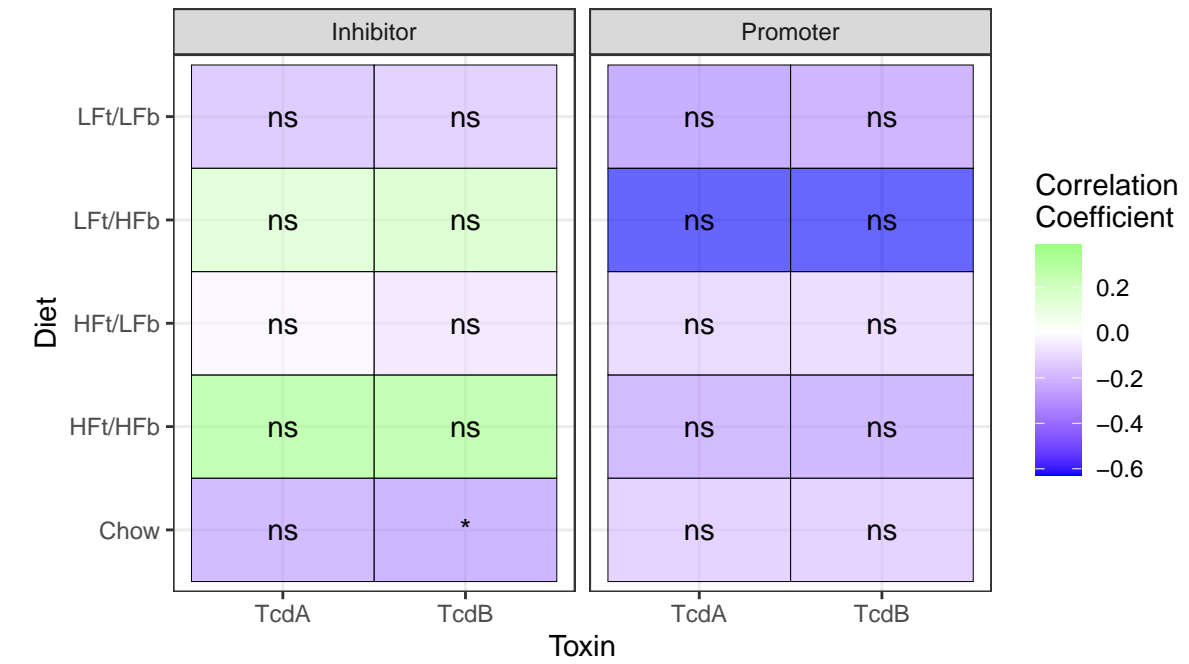 Inhibitor
Promoter
LFt/LFb
ns
ns
ns
ns
LFt/HFb
ns
ns
ns
ns
HFt/LFb
ns
ns
ns
ns
HFt/HFb
ns
ns
ns
ns
Chow
ns
*
ns
ns
TcdA
TcdB
TcdA
TcdB
Toxin
Diet
Correlation
Coefficient
0.2
0.0
−0.2
−0.4
−0.6